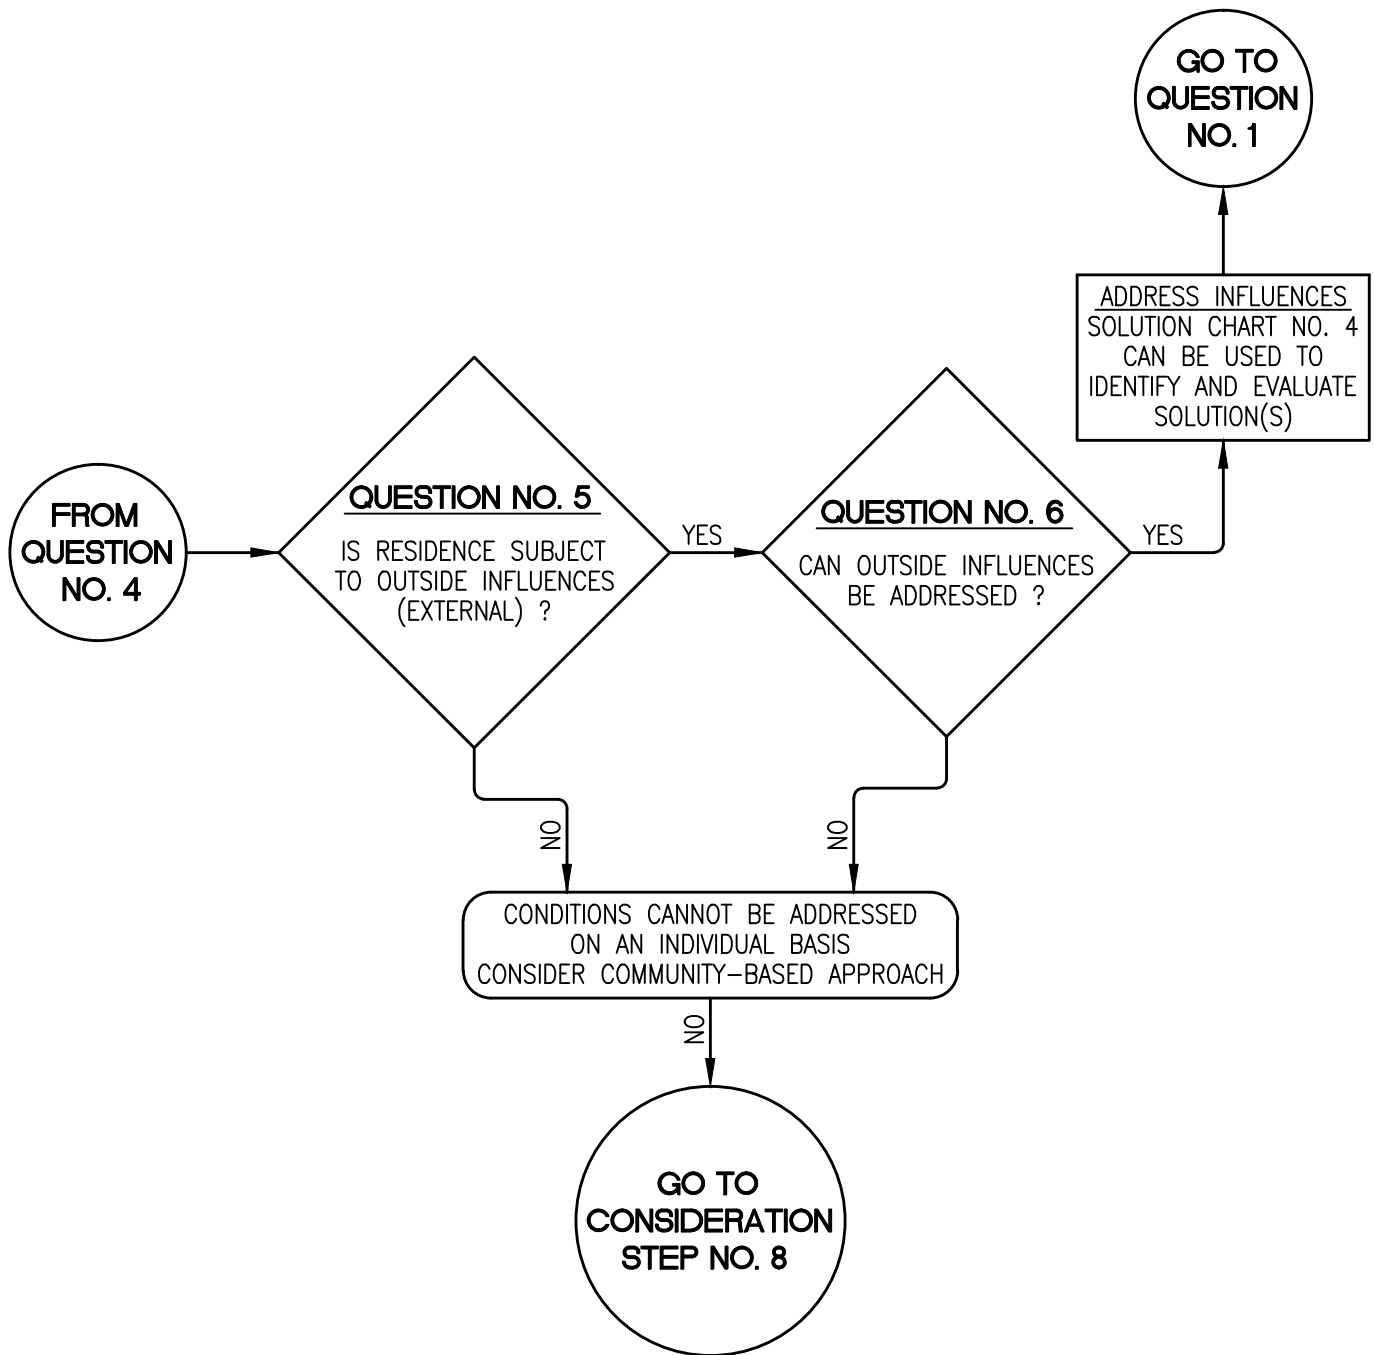 GO TO
QUESTION
NO. 1
ADDRESS INFLUENCES
SOLUTION CHART NO. 4
CAN BE USED TO
IDENTIFY AND EVALUATE
SOLUTION(S)
FROM
QUESTION
NO. 4
QUESTION NO. 5
IS RESIDENCE SUBJECT
TO OUTSIDE INFLUENCES
(EXTERNAL) ?
YES
QUESTION NO. 6
CAN OUTSIDE INFLUENCES
BE ADDRESSED ?
YES
NO
NO
CONDITIONS CANNOT BE ADDRESSED
ON AN INDIVIDUAL BASIS
CONSIDER COMMUNITY-BASED APPROACH
NO
GO TO
CONSIDERATION
STEP NO. 8